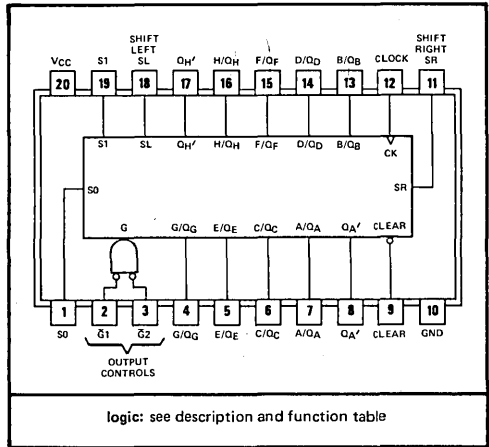 SHIFT SHIFT
LEFT RIGHT
VCC S1 SL QH' H/QH F/QF D/QD B/QB CLOCK SR
20 19 18 17 16 15 14 13 12 11
S1 SL QH' H/QH F/QF D/QD B/QB CK
S0 SR
G G/QG E/QE C/QC A/QA QA' CLEAR
1 2 3 4 5 6 7 8 9 10
S0 G̅1 G̅2 G/QG E/QE C/QC A/QA QA' CLEAR GND
OUTPUT
CONTROLS
logic: see description and function table